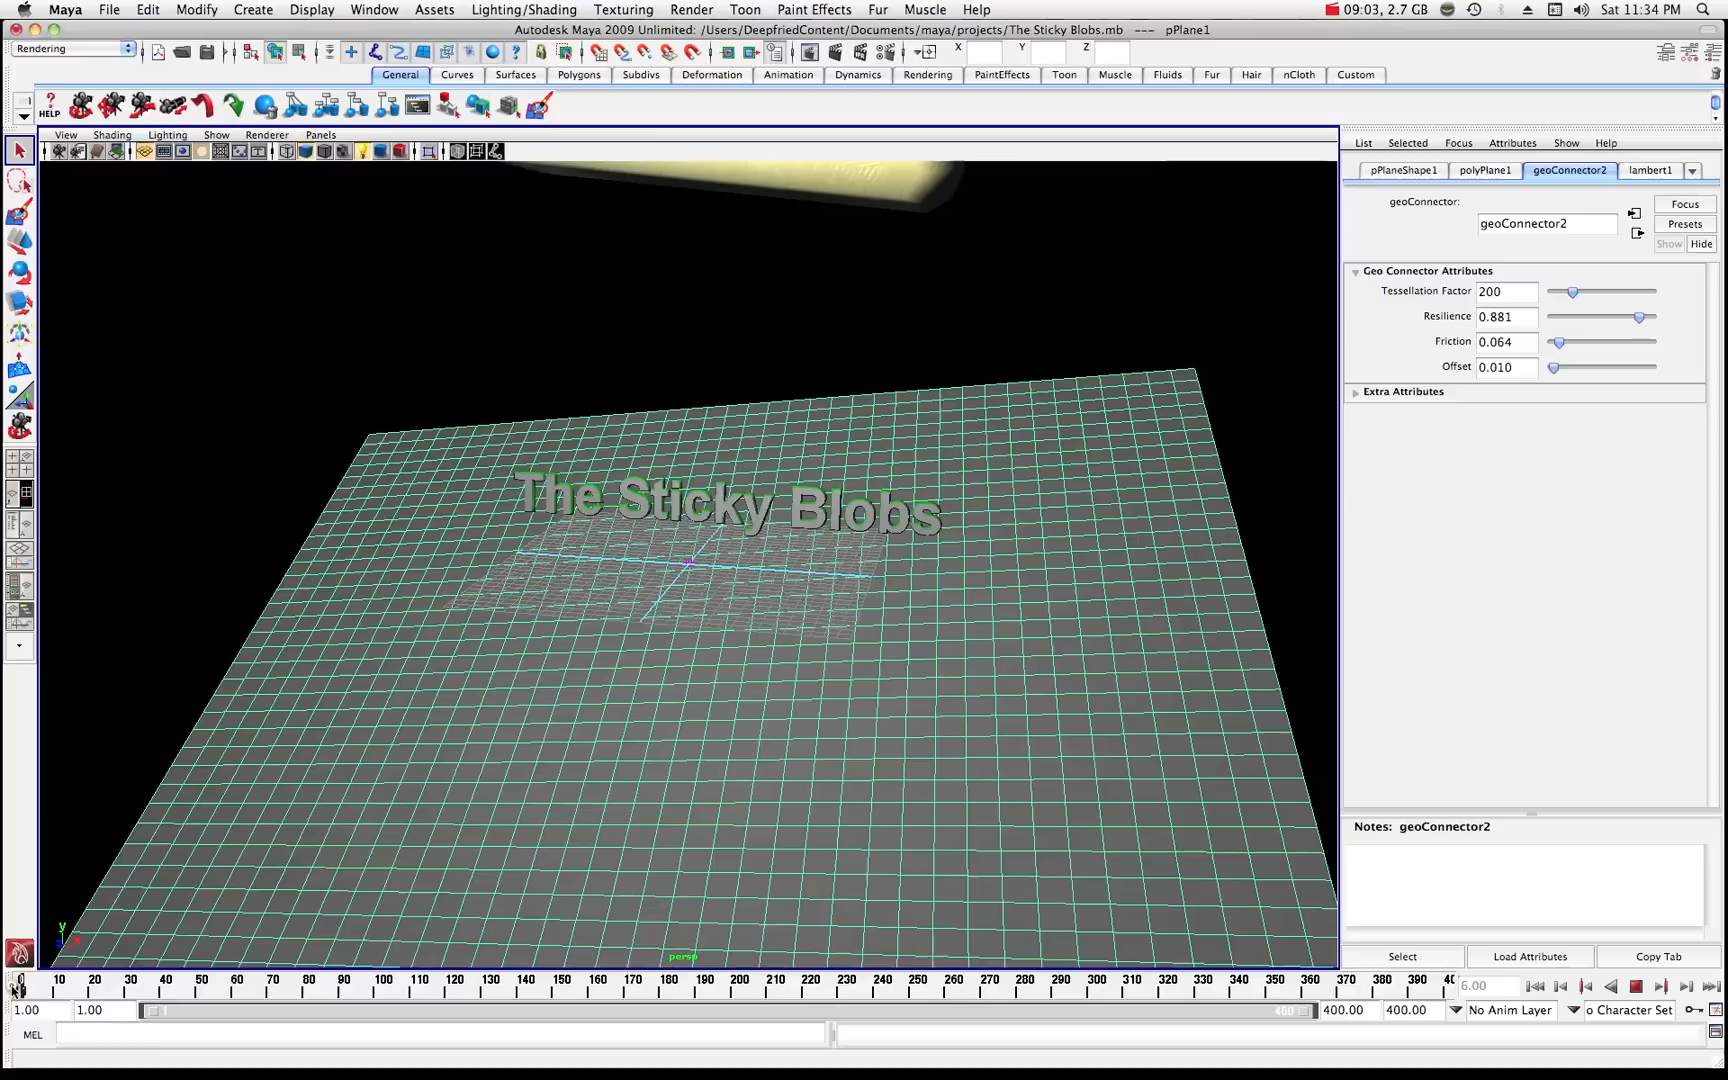 Maya File Edit Modify Create Display Window Assets Lighting/Shading Texturing Render Toon Paint Effects Fur Muscle Help 09:03, 2.7 GB Sat 11:34 PM
Autodesk Maya 2009 Unlimited: /Users/DeepfriedContent/Documents/maya/projects/The Sticky Blobs.mb --- pPlane1
Rendering X Y Z
General Curves Surfaces Polygons Subdivs Deformation Animation Dynamics Rendering PaintEffects Toon Muscle Fluids Fur Hair nCloth Custom
HELP
View Shading Lighting Show Renderer Panels
List Selected Focus Attributes Show Help
pPlaneShape1 polyPlane1 geoConnector2 lambert1
geoConnector: Focus
geoConnector2 Presets
Show Hide
Geo Connector Attributes
Tessellation Factor 200
Resilience 0.881
Friction 0.064
Offset 0.010
Extra Attributes
The Sticky Blobs
Notes: geoConnector2
y
x
persp
Select Load Attributes Copy Tab
10 20 30 40 50 60 70 80 90 100 110 120 130 140 150 160 170 180 190 200 210 220 230 240 250 260 270 280 290 300 310 320 330 340 350 360 370 380 390 40 6.00
1.00 1.00 400 400.00 400.00 No Anim Layer o Character Set
MEL